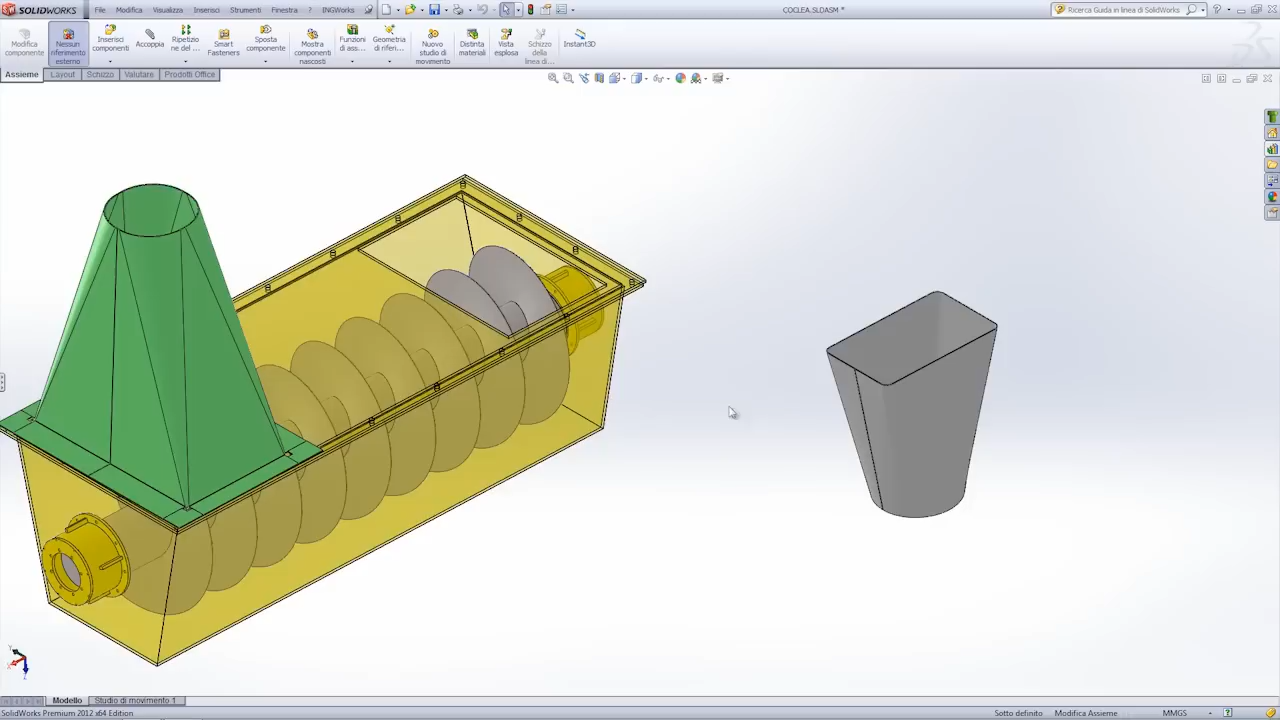 SOLIDWORKS File Modifica Visualizza Inserisci Strumenti Finestra ? INGWorks COCLEA.SLDASM * Ricerca Guida in linea di SolidWorks
Modifica componente
Nessun riferimento esterno
Inserisci componenti
Accoppia
Ripetizione del ...
Smart Fasteners
Sposta componente
Mostra componenti nascosti
Funzioni di ass...
Geometria di riferi...
Nuovo studio di movimento
Distinta materiali
Vista esplosa
Schizzo della linea di...
Instant3D
Assieme Layout Schizzo Valutare Prodotti Office
Modello Studio di movimento 1
SolidWorks Premium 2012 x64 Edition Sotto definito Modifica Assieme MMGS